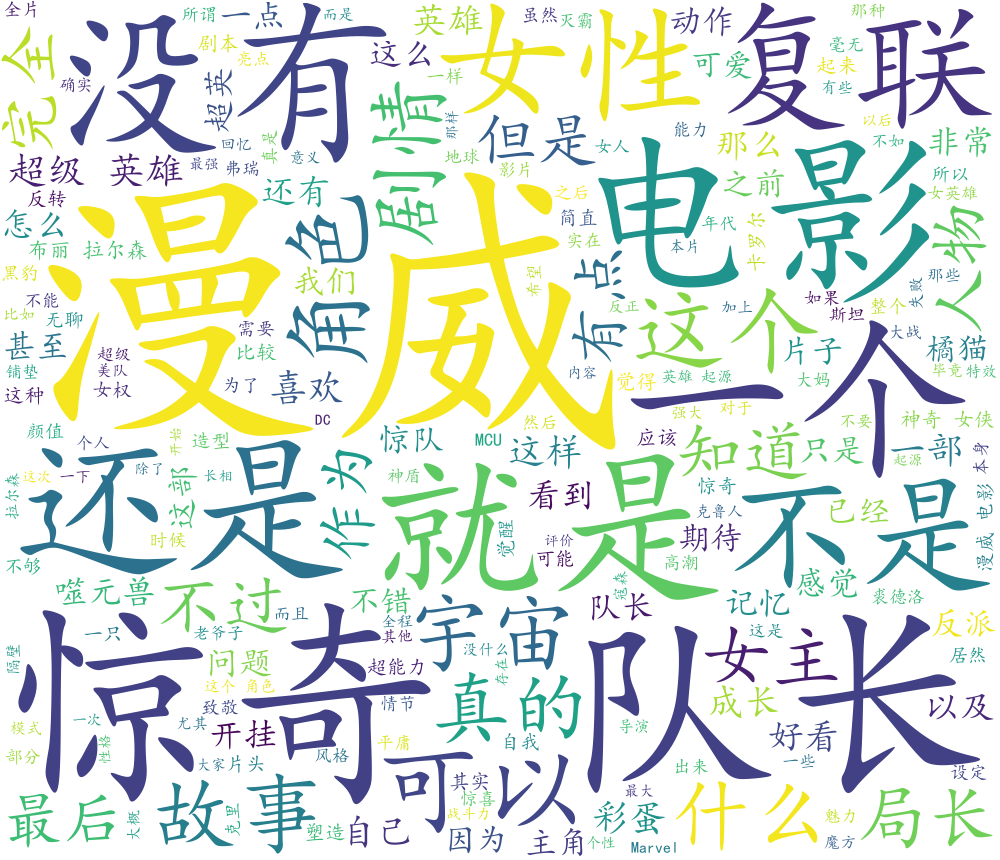 全片
所谓
一点
而是
英雄
虽然
灭霸
动作
那种
完全
没有
剧本
亮点
这么
女性
复联
毫无
可爱
起来
有些
确实
超英
一样
剧情
回忆
真是
那样
但是
能力
以后
不如
非常
超级 英雄
最强
弗瑞
意义
地球
女人
那么
所以
反转
还有
影片
电影
之前
女英雄
怎么
角色
之后
简直
年代
人物
布丽 拉尔森
实在
本片
卡罗尔
黑豹
漫威
我们
希望
有点
那些
不能
比如
无聊
反正
加上
如果
整个
失败
需要
这个
斯坦
甚至
超级
美队
比较
内容
片子
大战
橘猫
铺垫
这种
女权
为了
喜欢
觉得
英雄 起源
大妈
毕竟
特效
DC
强大
对于
一个
不要
神奇 女侠
颜值
个人
开始
造型
惊队
MCU
然后
应该
知道
只是
一部
还是
作为
这样
起源
本身
拉尔森
这次
一下
除了
长相
神盾
就是
看到
惊奇
不是
已经
漫威 电影
这部
觉醒
评价
克鲁人
期待
时候
可能
高潮
感觉
不够
噬元兽
不过
不错
宇宙
寇森
队长
记忆
裘德洛
而且
全程
反派
一只
老爷子
其他
没什么
女主
这是
居然
隔壁
惊奇
问题
超能力
存在
队长
这个 角色
真的
成长
以及
致敬
情节
模式
一次
尤其
开挂
风格
平庸
自我
导演
好看
部分
性格
大家
片头
可以
其实
出来
一些
设定
最后
故事
惊喜
最大
什么
局长
大概
克里
塑造
自己
战斗力
因为
主角
个性
彩蛋
魅力
魔方
Marvel